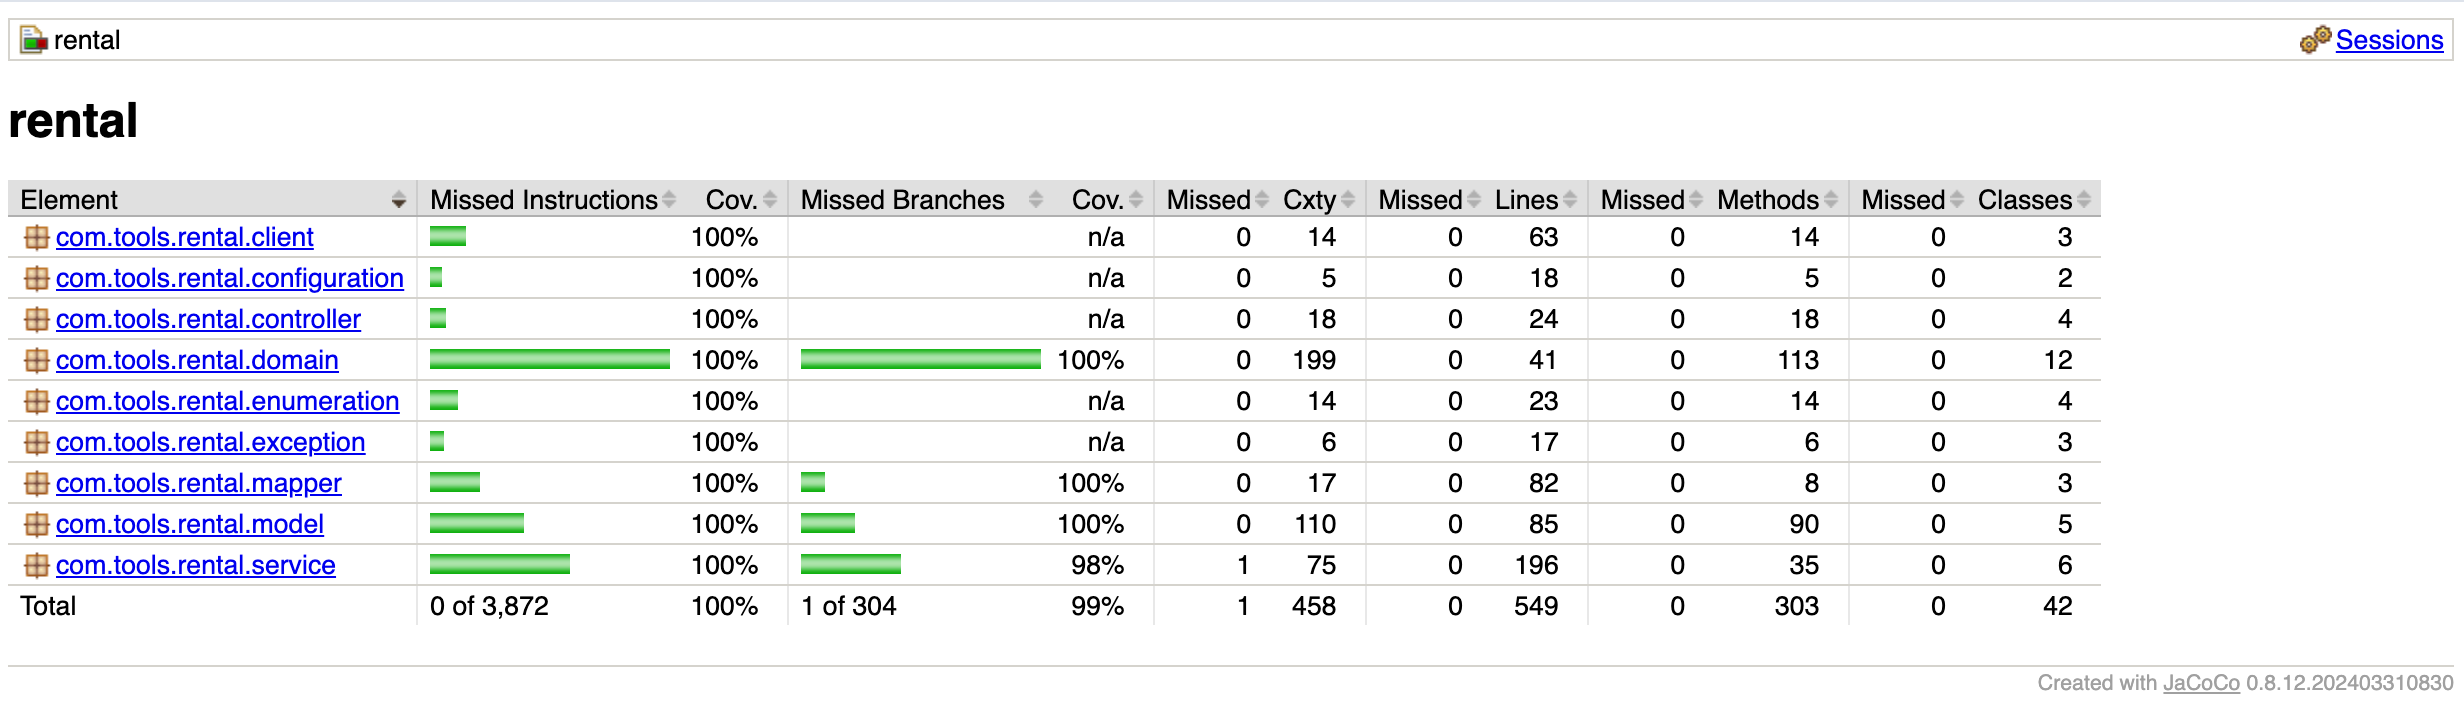 rental Sessions
rental
Element Missed Instructions Cov. Missed Branches Cov. Missed Cxty Missed Lines Missed Methods Missed Classes
com.tools.rental.client 100% n/a 0 14 0 63 0 14 0 3
com.tools.rental.configuration 100% n/a 0 5 0 18 0 5 0 2
com.tools.rental.controller 100% n/a 0 18 0 24 0 18 0 4
com.tools.rental.domain 100% 100% 0 199 0 41 0 113 0 12
com.tools.rental.enumeration 100% n/a 0 14 0 23 0 14 0 4
com.tools.rental.exception 100% n/a 0 6 0 17 0 6 0 3
com.tools.rental.mapper 100% 100% 0 17 0 82 0 8 0 3
com.tools.rental.model 100% 100% 0 110 0 85 0 90 0 5
com.tools.rental.service 100% 98% 1 75 0 196 0 35 0 6
Total 0 of 3,872 100% 1 of 304 99% 1 458 0 549 0 303 0 42
Created with JaCoCo 0.8.12.202403310830